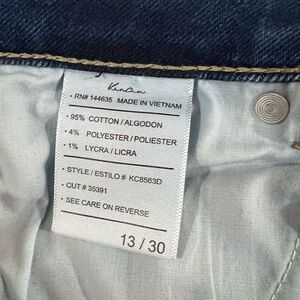 KanCan
• RN# 144635 MADE IN VIETNAM
• 95% COTTON / ALGODON
• 4% POLYESTER / POLIESTER
• 1% LYCRA / LICRA
• STYLE / ESTILO # KC8563D
• CUT # 35391
• SEE CARE ON REVERSE
13 / 30